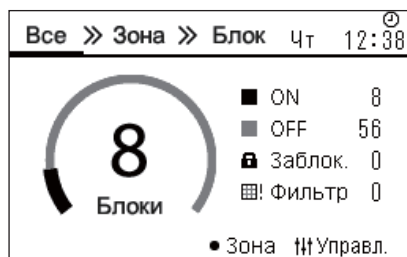 Все » Зона » Блок Чт 12:38
ON 8
OFF 56
8 Заблок. 0
Блоки ! Фильтр 0
• Зона Управл.